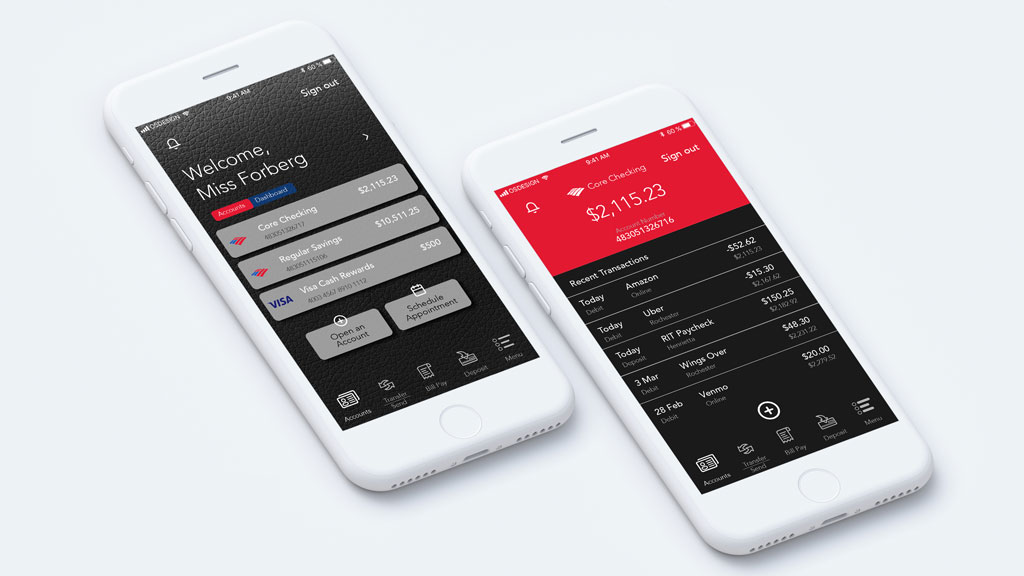 OSDESIGN
9:41 AM
60 %
Sign out
Welcome,
Miss Forberg
Accounts
Dashboard
Core Checking
483051326717
$2,115.23
Regular Savings
483051115106
$10,511.25
VISA
Visa Cash Rewards
4003 4567 8910 1112
$500
Open an
Account
Schedule
Appointment
Accounts
Transfer
Send
Bill Pay
Deposit
Menu
OSDESIGN
9:41 AM
60 %
Sign out
Core Checking
$2,115.23
Account Number
483051326716
Recent Transactions
Today Amazon -$52.62
Debit Online $2,115.23
Today Uber -$15.30
Debit Rochester $2,167.62
Today RIT Paycheck $150.25
Deposit Henrietta $2,182.92
3 Mar Wings Over $48.30
Debit Rochester $2,231.22
28 Feb Venmo $20.00
Debit Online $2,279.52
Accounts
Transfer
Send
Bill Pay
Deposit
Menu